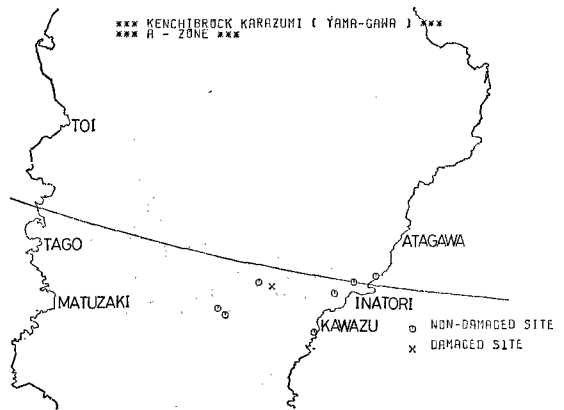 *** KENCHIBROCK KARAZUMI ( YAMA-GAWA ) ***
*** A - ZONE ***
TOI
ATAGAWA
TAGO
MATUZAKI
INATORI
KAWAZU
NON-DAMAGED SITE
× DAMAGED SITE